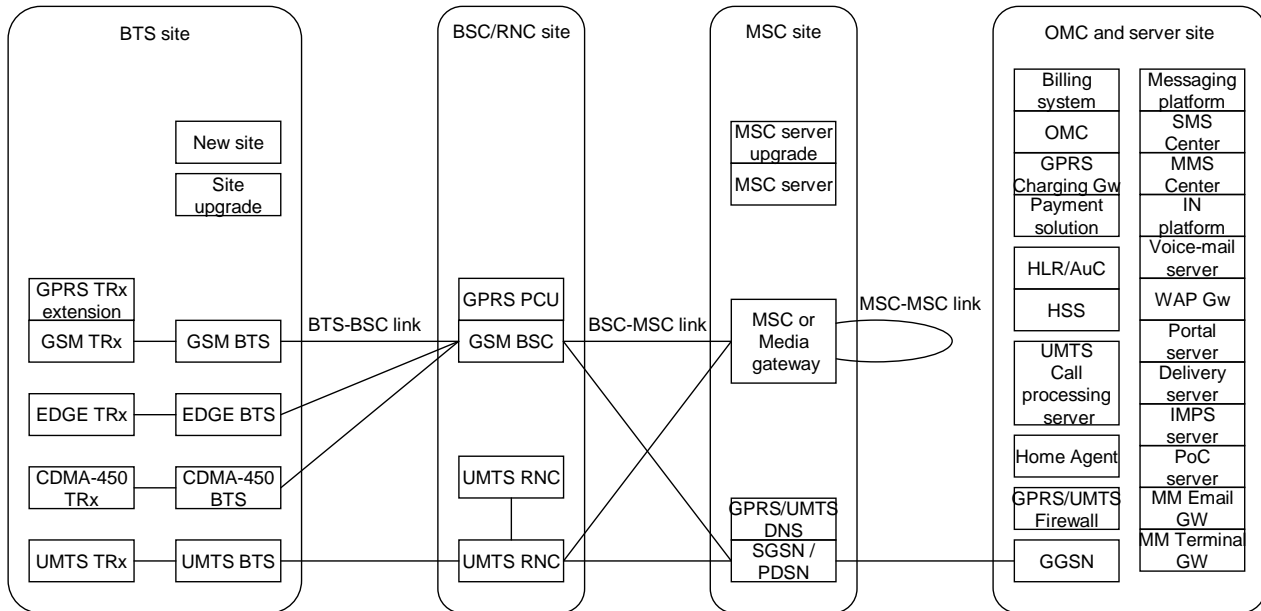 BTS site
New site
Site
upgrade
GPRS TRx
extension
GSM TRx
GSM BTS
EDGE TRx
EDGE BTS
CDMA-450
TRx
CDMA-450
BTS
UMTS TRx
UMTS BTS
BTS-BSC link
BSC/RNC site
GPRS PCU
GSM BSC
UMTS RNC
UMTS RNC
BSC-MSC link
MSC site
MSC server
upgrade
MSC server
MSC or
Media
gateway
MSC-MSC link
GPRS/UMTS
DNS
SGSN /
PDSN
OMC and server site
Billing
system
OMC
GPRS
Charging Gw
Payment
solution
HLR/AuC
HSS
UMTS
Call
processing
server
Home Agent
GPRS/UMTS
Firewall
GGSN
Messaging
platform
SMS
Center
MMS
Center
IN
platform
Voice-mail
server
WAP Gw
Portal
server
Delivery
server
IMPS
server
PoC
server
MM Email
GW
MM Terminal
GW